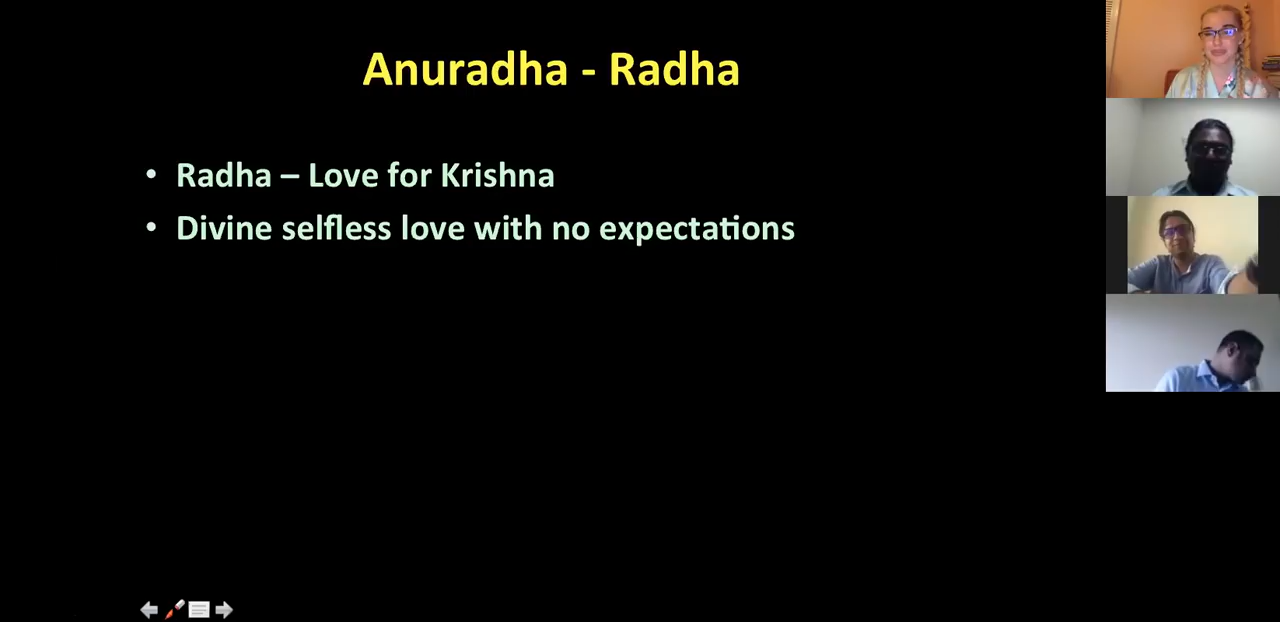 Anuradha - Radha
• Radha – Love for Krishna
• Divine selfless love with no expectations